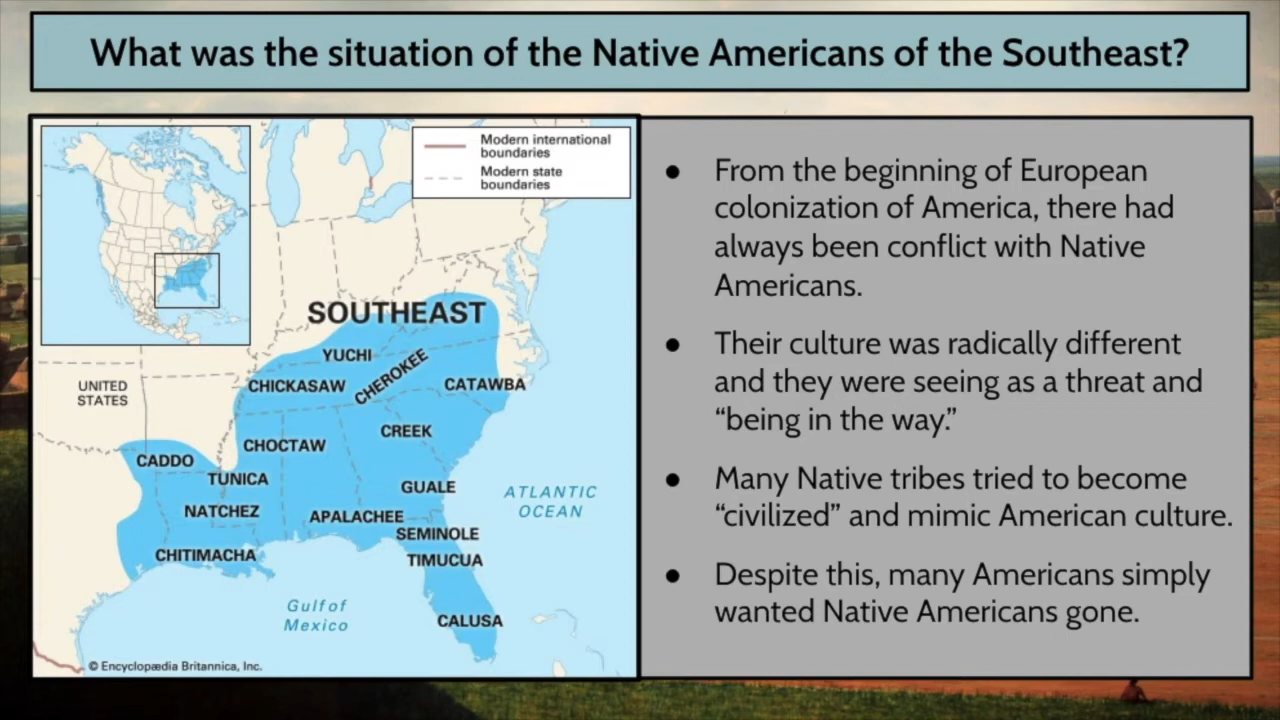 What was the situation of the Native Americans of the Southeast?
Modern international
boundaries
Modern state
boundaries
SOUTHEAST
YUCHI
CHEROKEE
CHICKASAW
CATAWBA
UNITED
STATES
CREEK
CHOCTAW
CADDO
TUNICA
GUALE
ATLANTIC
OCEAN
NATCHEZ
APALACHEE
SEMINOLE
CHITIMACHA
TIMUCUA
Gulf of
Mexico
CALUSA
© Encyclopædia Britannica, Inc.
● From the beginning of European
colonization of America, there had
always been conflict with Native
Americans.
● Their culture was radically different
and they were seeing as a threat and
“being in the way.”
● Many Native tribes tried to become
“civilized” and mimic American culture.
● Despite this, many Americans simply
wanted Native Americans gone.